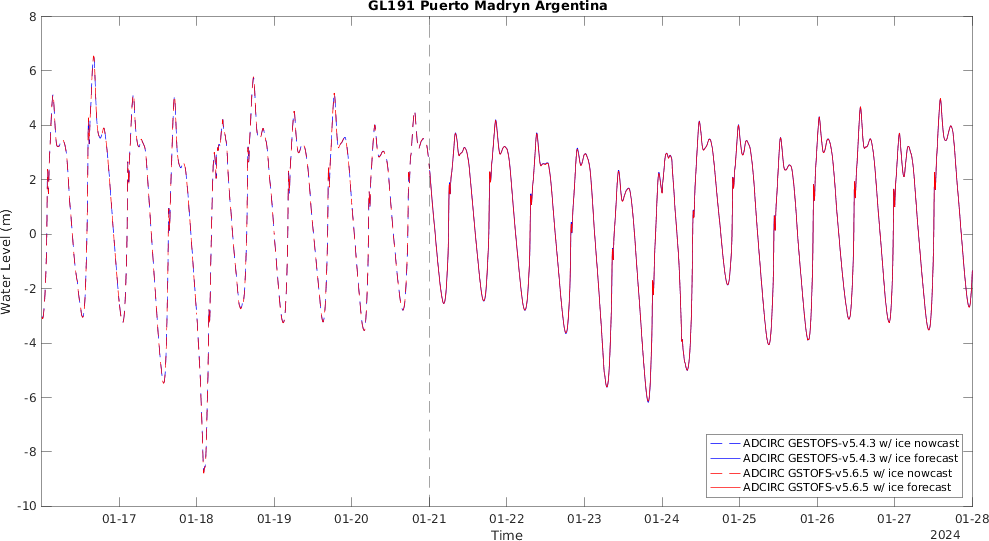 GL191 Puerto Madryn Argentina
8
6
4
2
0
-2
-4
-6
-8
-10
Water Level (m)
ADCIRC GESTOFS-v5.4.3 w/ ice nowcast
ADCIRC GESTOFS-v5.4.3 w/ ice forecast
ADCIRC GSTOFS-v5.6.5 w/ ice nowcast
ADCIRC GSTOFS-v5.6.5 w/ ice forecast
01-17 01-18 01-19 01-20 01-21 01-22 01-23 01-24 01-25 01-26 01-27 01-28
Time
2024